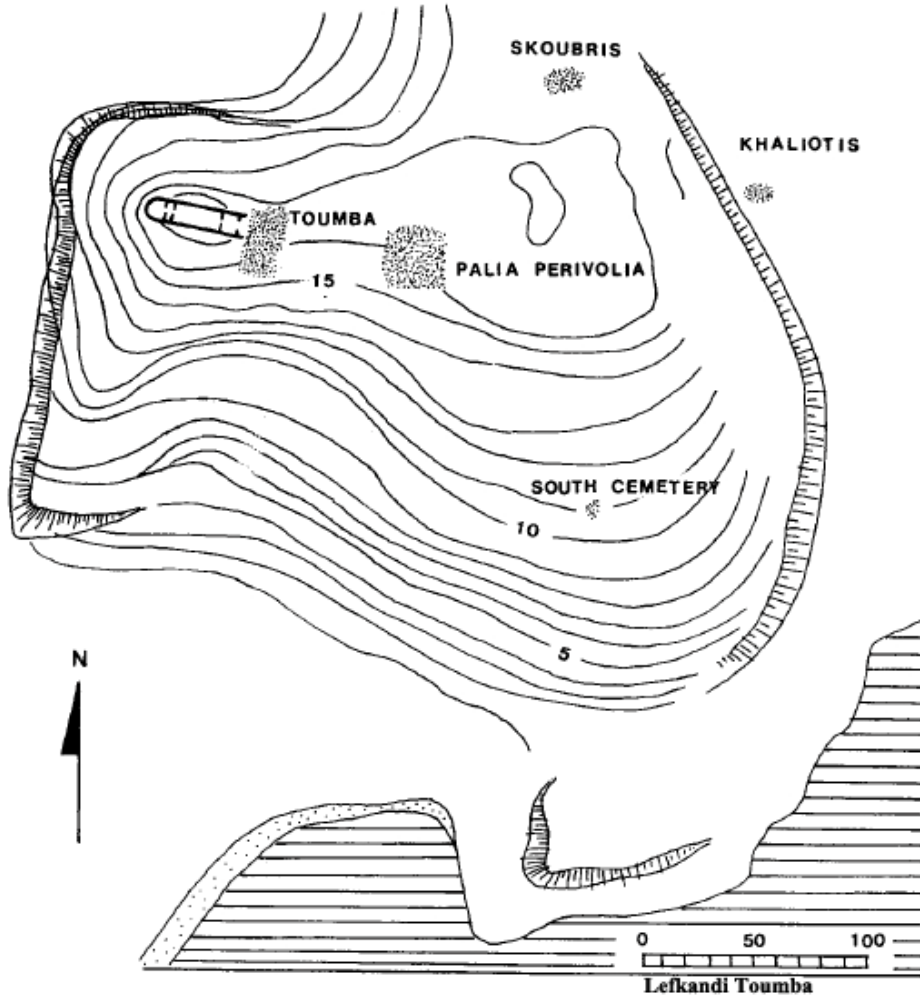 SKOUBRIS
KHALIOTIS
TOUMBA
PALIA PERIVOLIA
15
SOUTH CEMETERY
10
5
N
0 50 100
Lefkandi Toumba